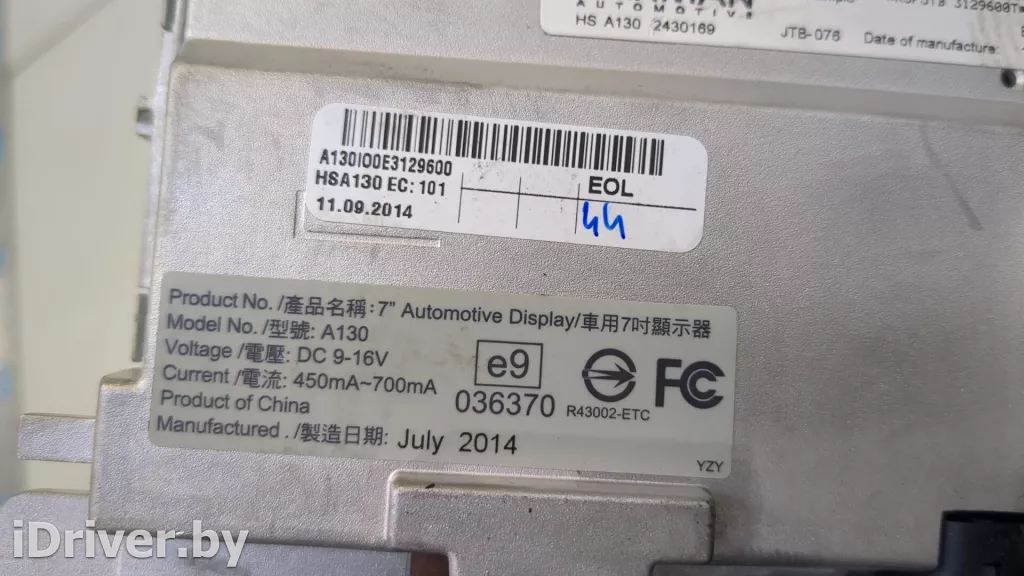 AUTOMOTIVE
HS A130 2430169
JTB-076 Date of manufacture:
A130I00E3129600
HSA130 EC: 101
EOL
11.09.2014
44
Product No. /產品名稱: 7" Automotive Display/車用7吋顯示器
Model No. /型號: A130
Voltage /電壓: DC 9-16V
Current /電流: 450mA~700mA
Product of China
Manufactured . /製造日期: July 2014
e9
036370
R43002-ETC
FC
YZY
iDriver.by